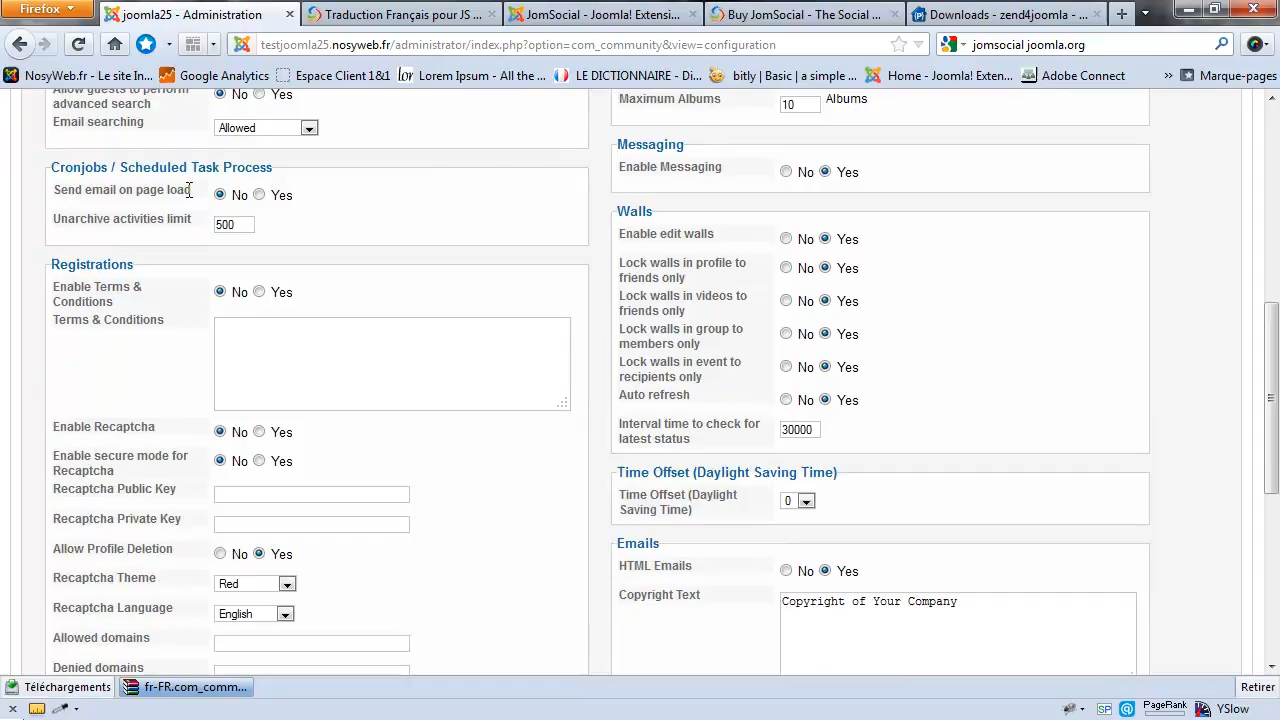 Firefox
joomla25 - Administration
Traduction Français pour JS ...
JomSocial - Joomla! Extensi...
Buy JomSocial - The Social ...
Downloads - zend4joomla - ...
testjoomla25.nosyweb.fr/administrator/index.php?option=com_community&view=configuration
jomsocial joomla.org
NosyWeb.fr - Le site In...
Google Analytics
Espace Client 1&1
Lorem Ipsum - All the ...
LE DICTIONNAIRE - Di...
bitly | Basic | a simple ...
Home - Joomla! Exten...
Adobe Connect
» Marque-pages
Allow guests to perform
advanced search
No Yes
Email searching
Allowed
Cronjobs / Scheduled Task Process
Send email on page load
No Yes
Unarchive activities limit
500
Registrations
Enable Terms &
Conditions
No Yes
Terms & Conditions
Enable Recaptcha
No Yes
Enable secure mode for
Recaptcha
No Yes
Recaptcha Public Key
Recaptcha Private Key
Allow Profile Deletion
No Yes
Recaptcha Theme
Red
Recaptcha Language
English
Allowed domains
Denied domains
Maximum Albums
10 Albums
Messaging
Enable Messaging
No Yes
Walls
Enable edit walls
No Yes
Lock walls in profile to
friends only
No Yes
Lock walls in videos to
friends only
No Yes
Lock walls in group to
members only
No Yes
Lock walls in event to
recipients only
No Yes
Auto refresh
No Yes
Interval time to check for
latest status
30000
Time Offset (Daylight Saving Time)
Time Offset (Daylight
Saving Time)
0
Emails
HTML Emails
No Yes
Copyright Text
Copyright of Your Company
Téléchargements
fr-FR.com_comm...
Retirer
SP
PageRank
YSlow